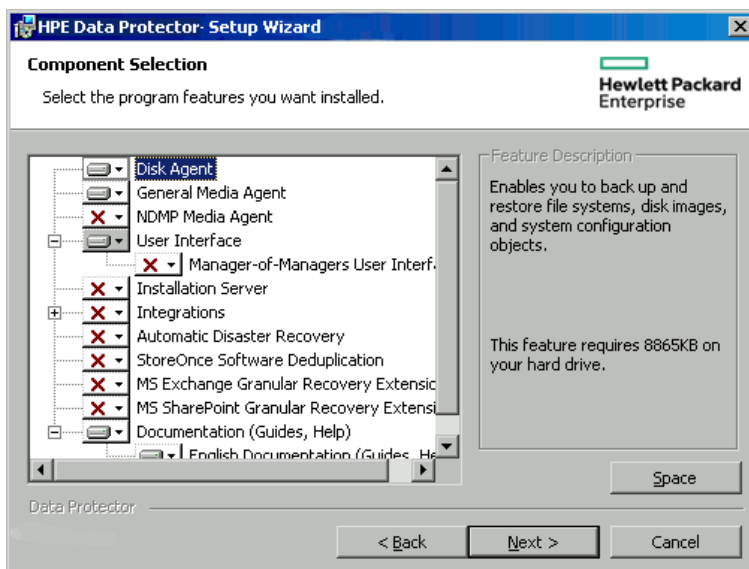 HPE Data Protector- Setup Wizard
Component Selection
Select the program features you want installed.
Hewlett Packard
Enterprise
Disk Agent
General Media Agent
NDMP Media Agent
User Interface
Manager-of-Managers User Interf
Installation Server
Integrations
Automatic Disaster Recovery
StoreOnce Software Deduplication
MS Exchange Granular Recovery Extensic
MS SharePoint Granular Recovery Extensi
Documentation (Guides, Help)
English Documentation (Guides, He
Feature Description
Enables you to back up and
restore file systems, disk images,
and system configuration
objects.
This feature requires 8865KB on
your hard drive.
Space
Data Protector
< Back
Next >
Cancel